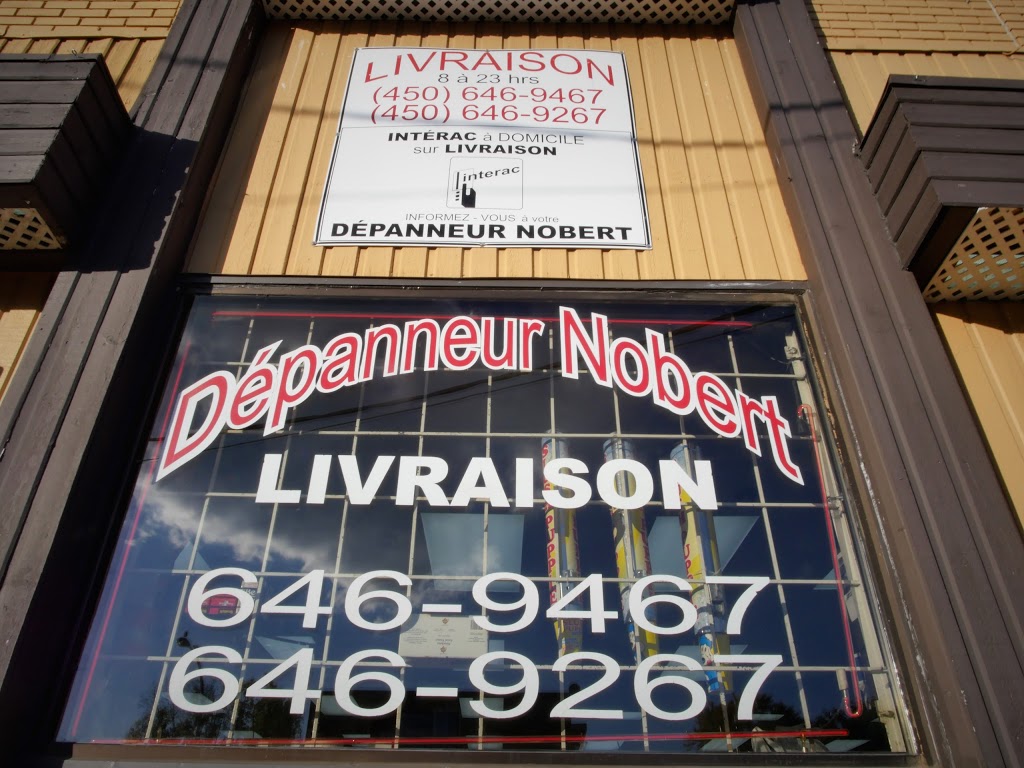 LIVRAISON
8 à 23 hrs
(450) 646-9467
(450) 646-9267
INTÉRAC à DOMICILE
sur LIVRAISON
interac
INFORMEZ - VOUS à votre
DÉPANNEUR NOBERT
Dépanneur Nobert
LIVRAISON
646-9467
646-9267